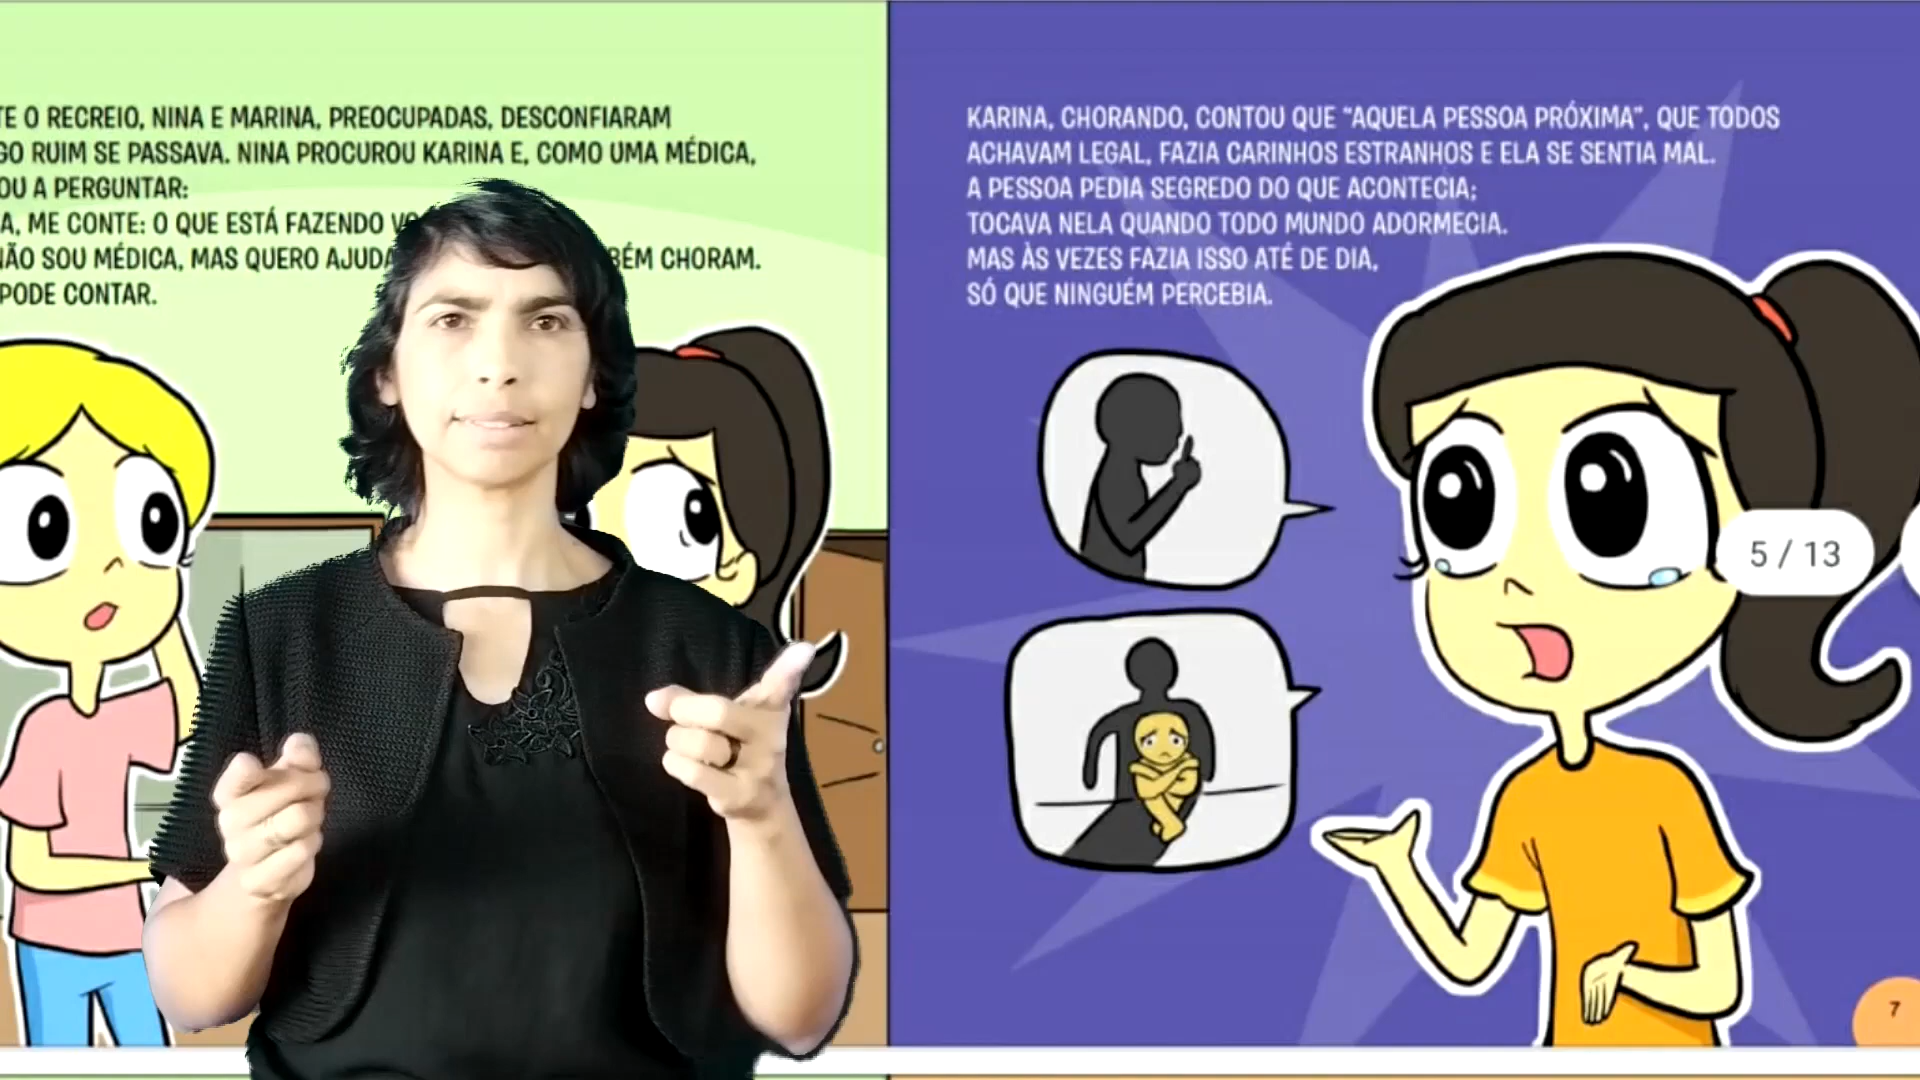 TE O RECREIO, NINA E MARINA, PREOCUPADAS, DESCONFIARAM
GO RUIM SE PASSAVA. NINA PROCUROU KARINA E, COMO UMA MÉDICA,
OU A PERGUNTAR:
A, ME CONTE: O QUE ESTÁ FAZENDO
NÃO SOU MÉDICA, MAS QUERO AJUDA BÉM CHORAM.
PODE CONTAR.
KARINA, CHORANDO, CONTOU QUE “AQUELA PESSOA PRÓXIMA”, QUE TODOS
ACHAVAM LEGAL, FAZIA CARINHOS ESTRANHOS E ELA SE SENTIA MAL.
A PESSOA PEDIA SEGREDO DO QUE ACONTECIA;
TOCAVA NELA QUANDO TODO MUNDO ADORMECIA.
MAS ÀS VEZES FAZIA ISSO ATÉ DE DIA,
SÓ QUE NINGUÉM PERCEBIA.
5 / 13
7